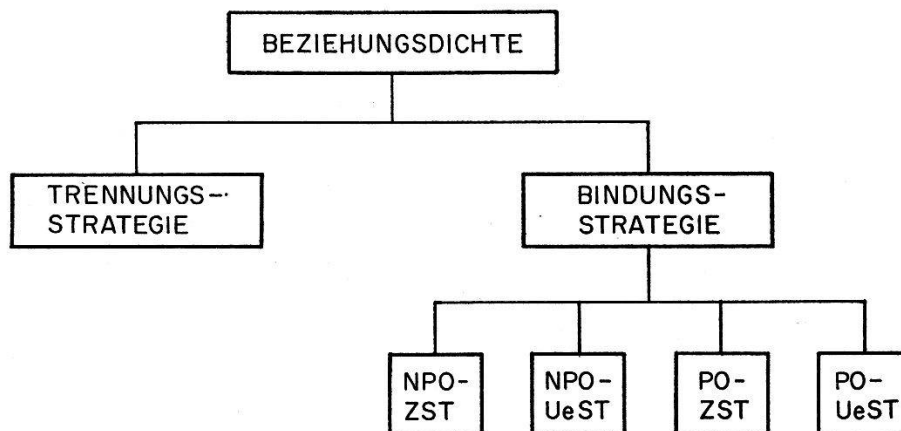 BEZIEHUNGSDICHTE
TRENNUNGS-
STRATEGIE
BINDUNGS-
STRATEGIE
NPO-
ZST
NPO-
UeST
PO-
ZST
PO-
UeST